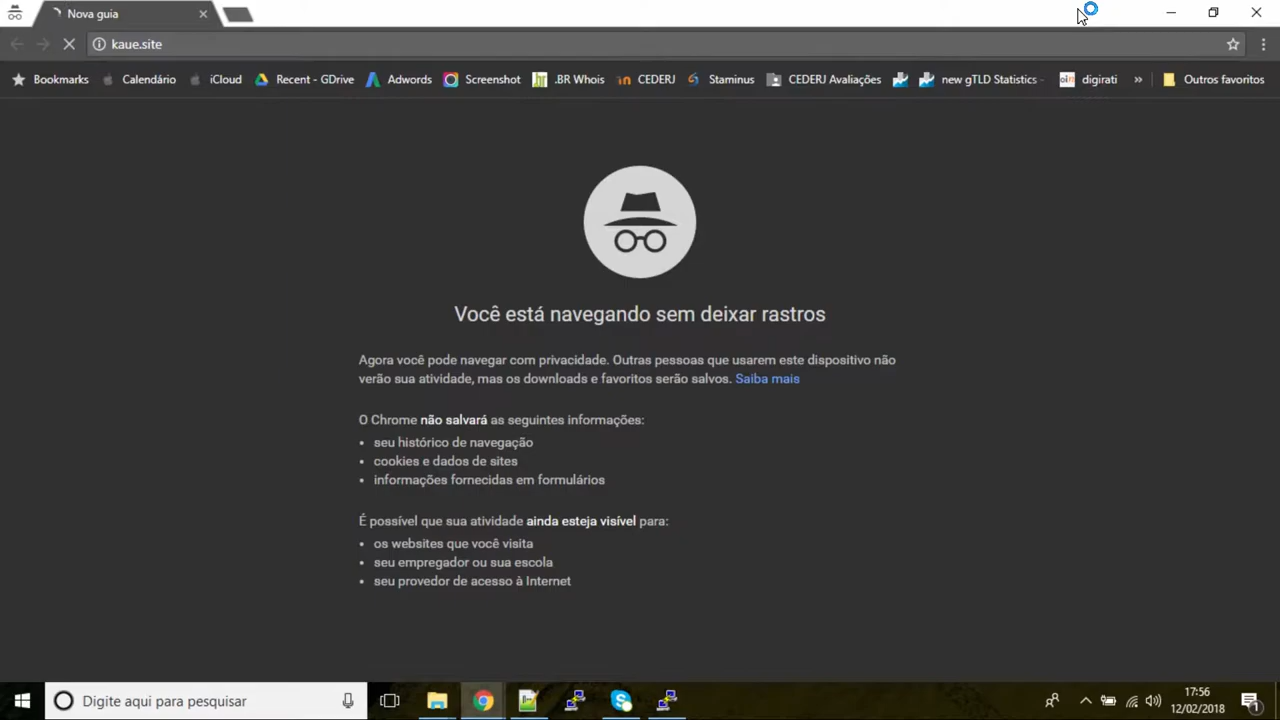 Nova guia
kaue.site
Bookmarks Calendário iCloud Recent - GDrive Adwords Screenshot .BR Whois CEDERJ Staminus CEDERJ Avaliações new gTLD Statistics digirati » Outros favoritos
Você está navegando sem deixar rastros
Agora você pode navegar com privacidade. Outras pessoas que usarem este dispositivo não
verão sua atividade, mas os downloads e favoritos serão salvos. Saiba mais
O Chrome não salvará as seguintes informações:
• seu histórico de navegação
• cookies e dados de sites
• informações fornecidas em formulários
É possível que sua atividade ainda esteja visível para:
• os websites que você visita
• seu empregador ou sua escola
• seu provedor de acesso à Internet
Digite aqui para pesquisar
17:56
12/02/2018
1